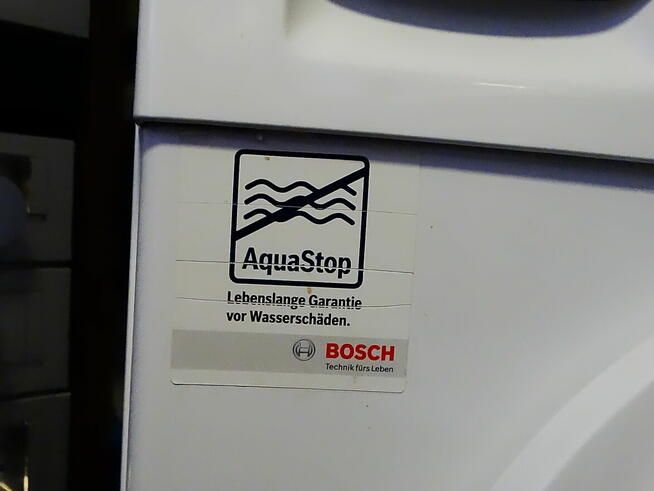 AquaStop
Lebenslange Garantie
vor Wasserschäden.
BOSCH
Technik fürs Leben